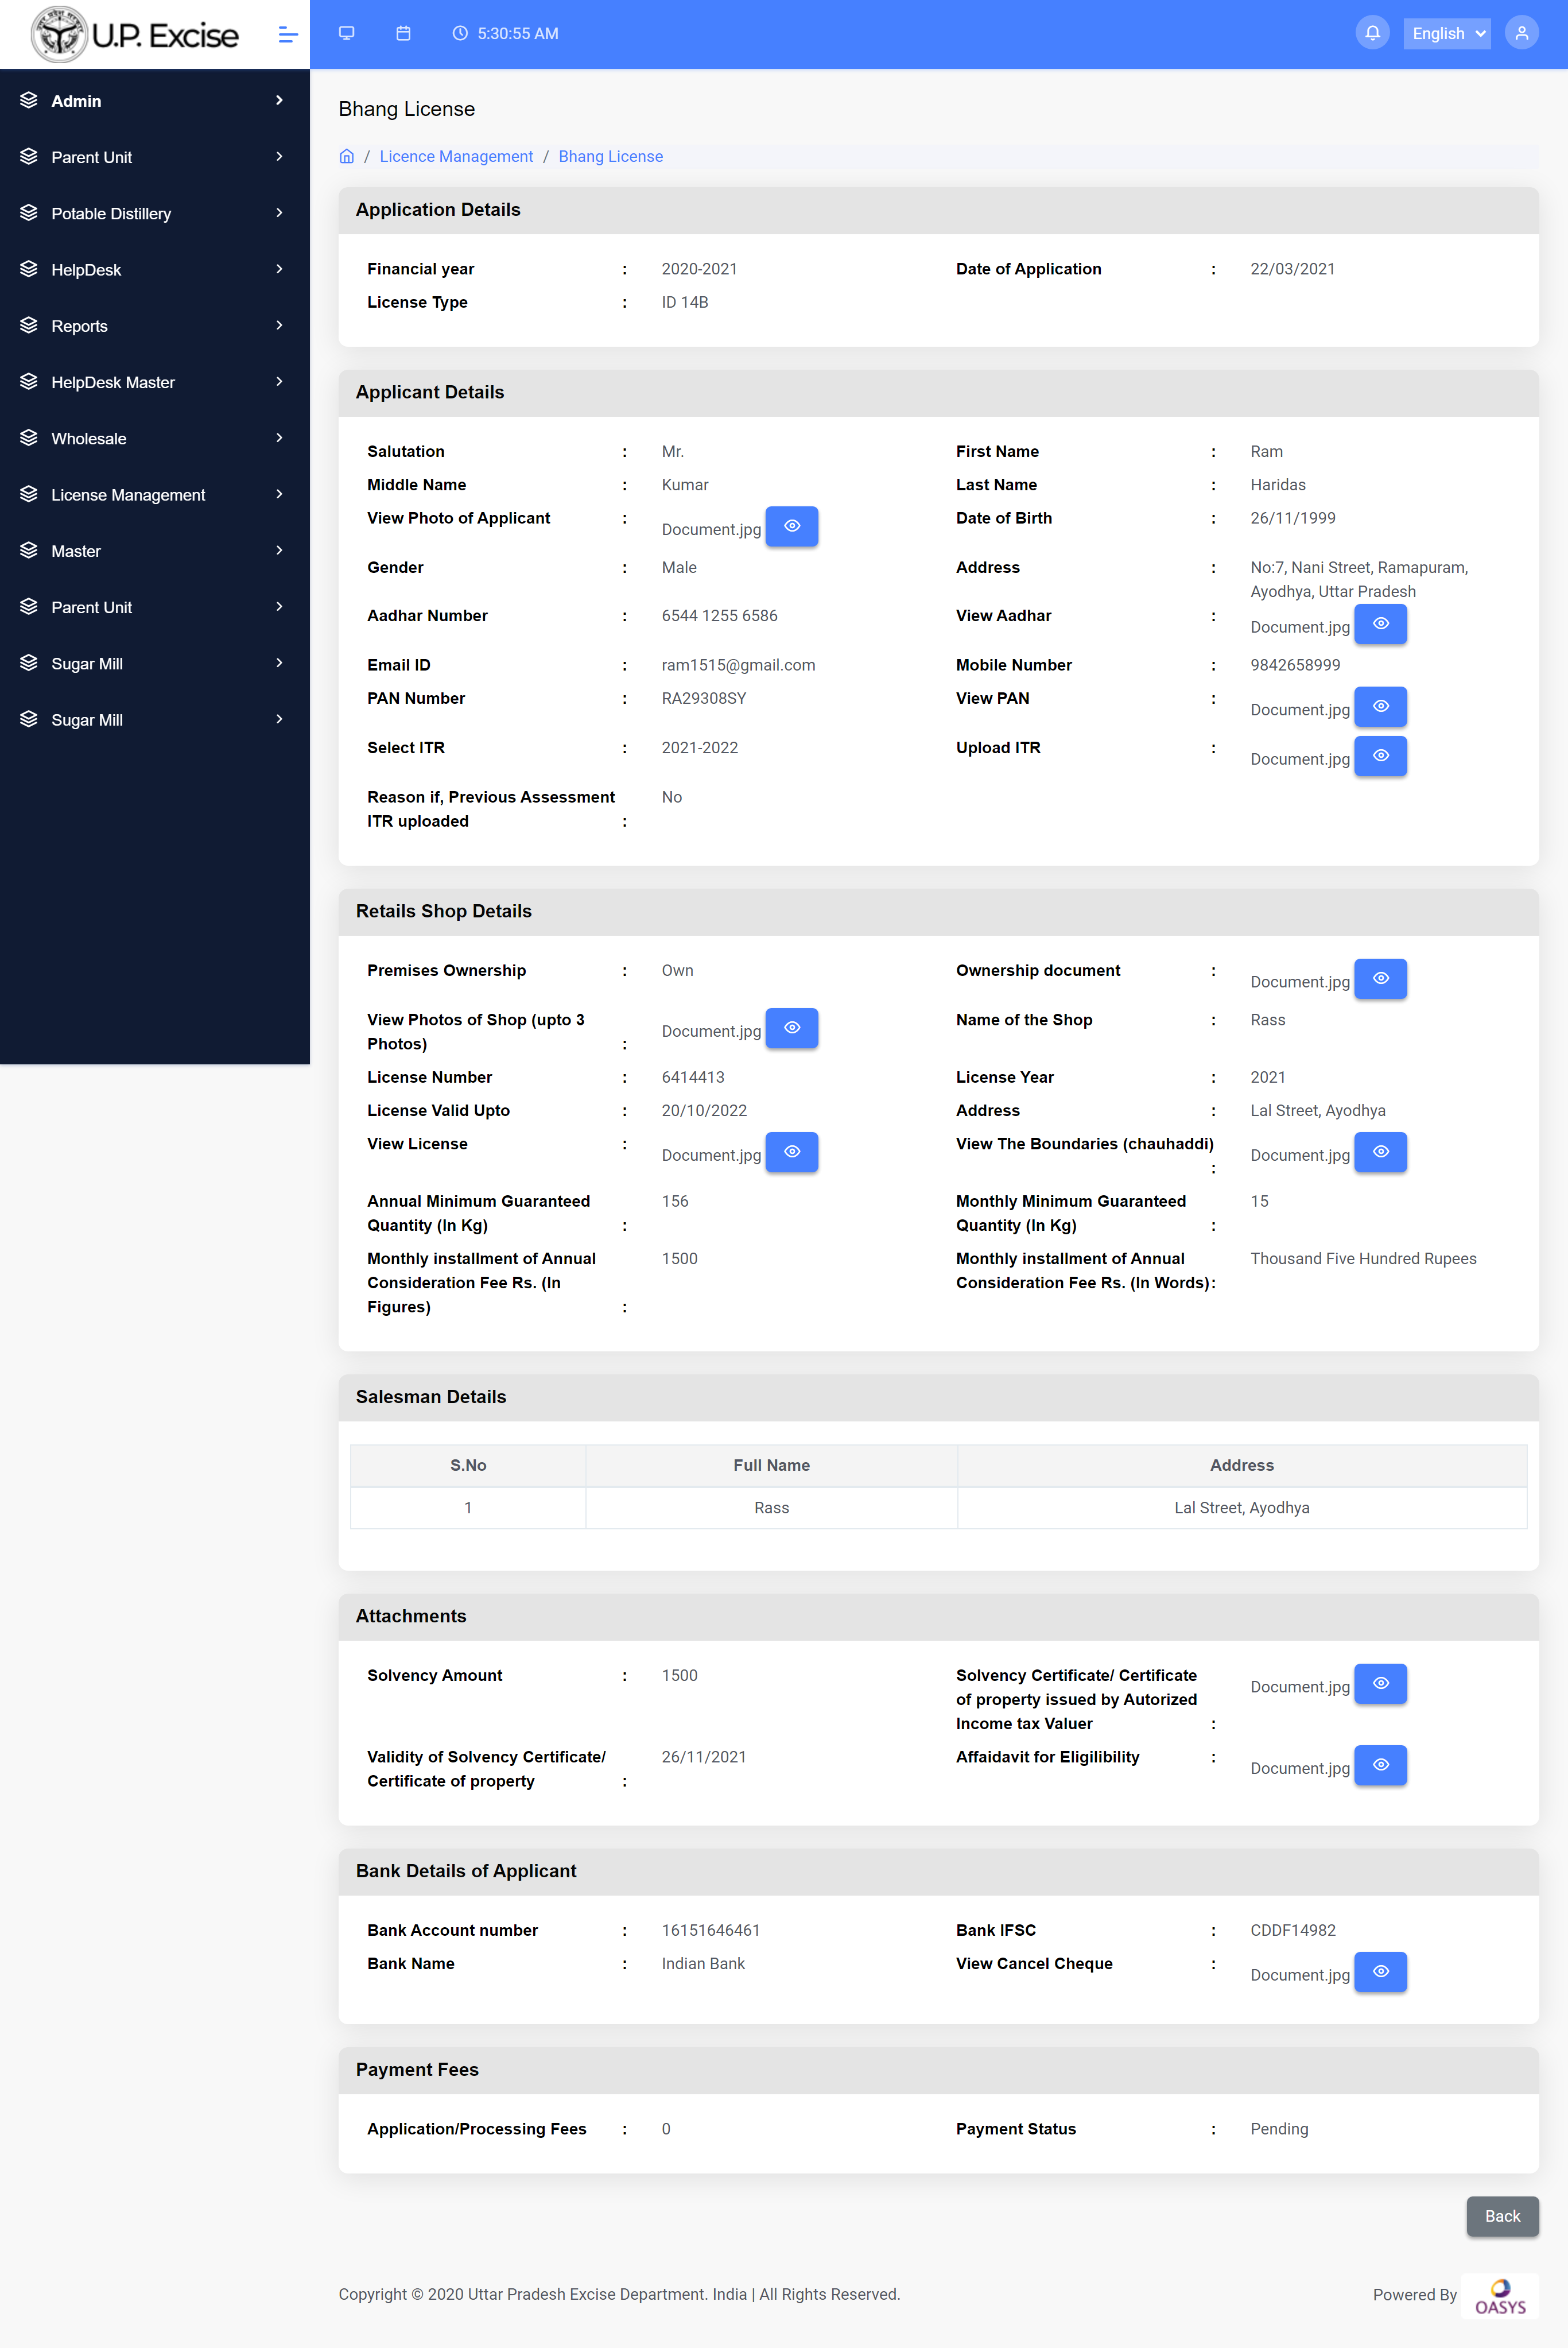 U.P. Excise
5:30:55 AM
English
Admin
Parent Unit
Potable Distillery
HelpDesk
Reports
HelpDesk Master
Wholesale
License Management
Master
Parent Unit
Sugar Mill
Sugar Mill
Bhang License
/ Licence Management / Bhang License
Application Details
Financial year : 2020-2021 Date of Application : 22/03/2021
License Type : ID 14B
Applicant Details
Salutation : Mr. First Name : Ram
Middle Name : Kumar Last Name : Haridas
View Photo of Applicant : Document.jpg Date of Birth : 26/11/1999
Gender : Male Address : No:7, Nani Street, Ramapuram,
Ayodhya, Uttar Pradesh
Aadhar Number : 6544 1255 6586 View Aadhar : Document.jpg
Email ID : ram1515@gmail.com Mobile Number : 9842658999
PAN Number : RA29308SY View PAN : Document.jpg
Select ITR : 2021-2022 Upload ITR : Document.jpg
Reason if, Previous Assessment No
ITR uploaded :
Retails Shop Details
Premises Ownership : Own Ownership document : Document.jpg
View Photos of Shop (upto 3 Document.jpg Name of the Shop : Rass
Photos) :
License Number : 6414413 License Year : 2021
License Valid Upto : 20/10/2022 Address : Lal Street, Ayodhya
View License : Document.jpg View The Boundaries (chauhaddi) Document.jpg
:
Annual Minimum Guaranteed 156 Monthly Minimum Guaranteed 15
Quantity (In Kg) : Quantity (In Kg) :
Monthly installment of Annual 1500 Monthly installment of Annual Thousand Five Hundred Rupees
Consideration Fee Rs. (In Consideration Fee Rs. (In Words):
Figures) :
Salesman Details
S.No Full Name Address
1 Rass Lal Street, Ayodhya
Attachments
Solvency Amount : 1500 Solvency Certificate/ Certificate Document.jpg
of property issued by Autorized
Income tax Valuer :
Validity of Solvency Certificate/ 26/11/2021 Affaidavit for Eligilibility : Document.jpg
Certificate of property :
Bank Details of Applicant
Bank Account number : 16151646461 Bank IFSC : CDDF14982
Bank Name : Indian Bank View Cancel Cheque : Document.jpg
Payment Fees
Application/Processing Fees : 0 Payment Status : Pending
Back
Copyright © 2020 Uttar Pradesh Excise Department. India | All Rights Reserved.
Powered By OASYS